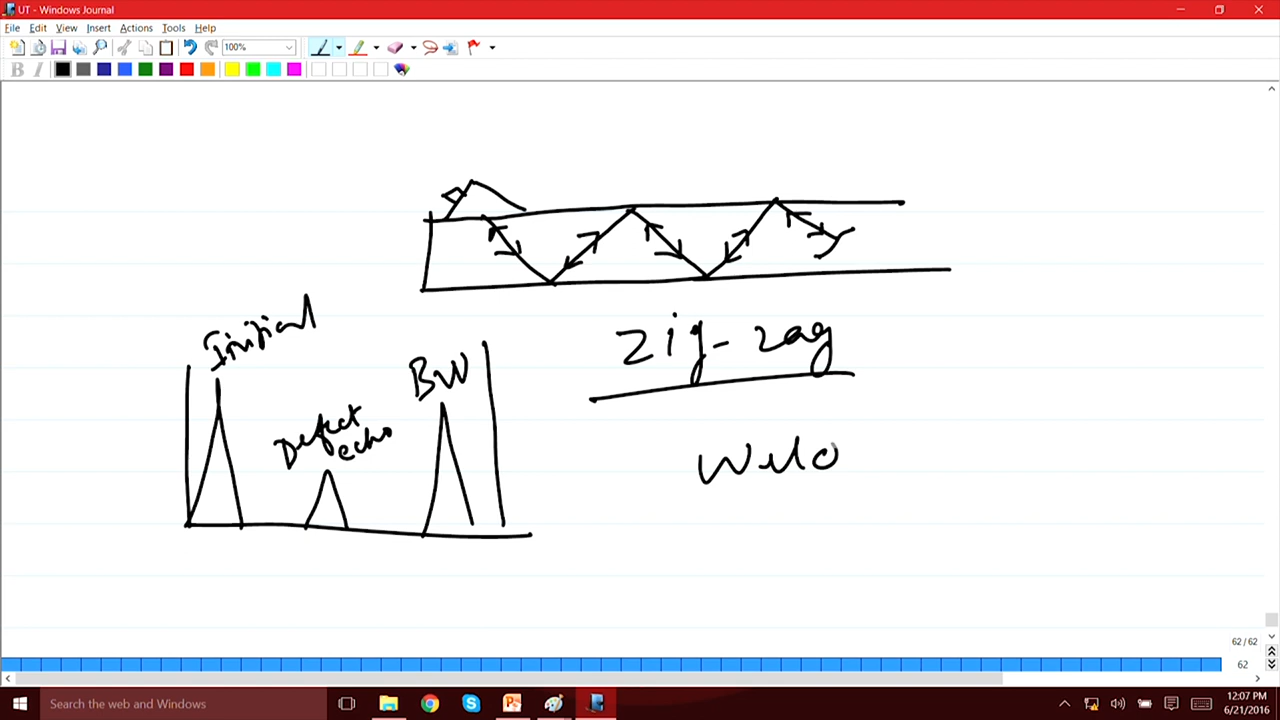 UT - Windows Journal
File Edit View Insert Actions Tools Help
100%
B I
Initial
Defect
echo
BW
Zig-zag
62 / 62
62
Search the web and Windows
12:07 PM
6/21/2016